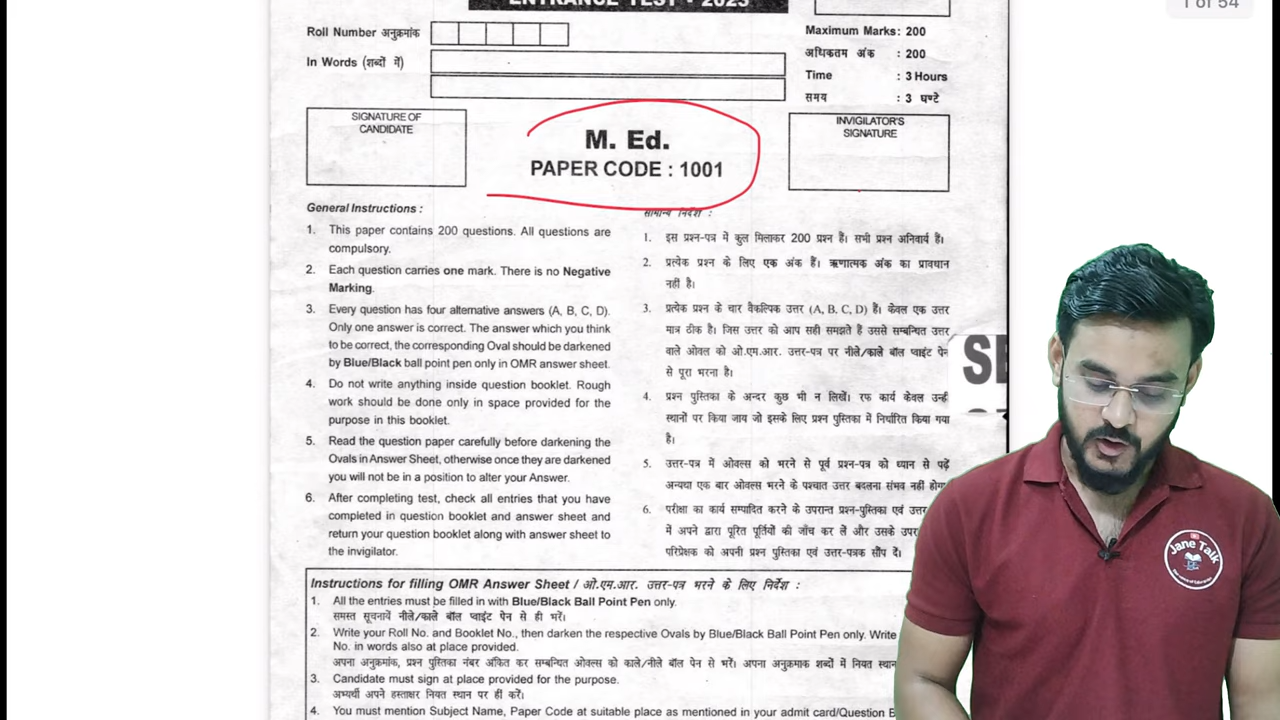 ENTRANCE TEST - 2023
1 of 54
Roll Number अनुक्रमांक
In Words (शब्दों में)
Maximum Marks: 200
अधिकतम अंक : 200
Time : 3 Hours
समय : 3 घण्टे
SIGNATURE OF
CANDIDATE
M. Ed.
PAPER CODE : 1001
INVIGILATOR'S
SIGNATURE
General Instructions :
1. This paper contains 200 questions. All questions are
compulsory.
2. Each question carries one mark. There is no Negative
Marking.
3. Every question has four alternative answers (A, B, C, D).
Only one answer is correct. The answer which you think
to be correct, the corresponding Oval should be darkened
by Blue/Black ball point pen only in OMR answer sheet.
4. Do not write anything inside question booklet. Rough
work should be done only in space provided for the
purpose in this booklet.
5. Read the question paper carefully before darkening the
Ovals in Answer Sheet, otherwise once they are darkened
you will not be in a position to alter your Answer.
6. After completing test, check all entries that you have
completed in question booklet and answer sheet and
return your question booklet along with answer sheet to
the invigilator.
सामान्य निर्देश :
1. इस प्रश्न-पत्र में कुल मिलाकर 200 प्रश्न हैं। सभी प्रश्न अनिवार्य हैं।
2. प्रत्येक प्रश्न के लिए एक अंक हैं। ऋणात्मक अंक का प्रावधान
नहीं है।
3. प्रत्येक प्रश्न के चार वैकल्पिक उत्तर (A, B, C, D) हैं। केवल एक उत्तर
मात्र ठीक है। जिस उत्तर को आप सही समझते हैं उससे सम्बन्धित उत्तर
वाले ओवल को ओ.एम.आर. उत्तर-पत्र पर नीले/काले बॉल प्वाईंट पेन
से पूरा भरना है।
4. प्रश्न पुस्तिका के अन्दर कुछ भी न लिखें। रफ कार्य केवल उन्हीं
स्थानों पर किया जाय जो इसके लिए प्रश्न पुस्तिका में निर्धारित किया गया
है।
5. उत्तर-पत्र में ओवल्स को भरने से पूर्व प्रश्न-पत्र को ध्यान से पढ़ें
अन्यथा एक बार ओवल्स भरने के पश्चात उत्तर बदलना संभव नहीं होगा
6. परीक्षा का कार्य सम्पादित करने के उपरान्त प्रश्न-पुस्तिका एवं उत्तर
में अपने द्वारा पूरित पूर्तियों की जाँच कर लें और उसके उपर
परिप्रेक्षक को अपनी प्रश्न पुस्तिका एवं उत्तर-पत्रक सौंप दें।
SE
Instructions for filling OMR Answer Sheet / ओ.एम.आर. उत्तर-पत्र भरने के लिए निर्देश :
1. All the entries must be filled in with Blue/Black Ball Point Pen only.
समस्त सूचनायें नीले/काले बॉल प्वाइंट पेन से ही भरें।
2. Write your Roll No. and Booklet No., then darken the respective Ovals by Blue/Black Ball Point Pen only. Write
No. in words also at place provided.
अपना अनुक्रमांक, प्रश्न पुस्तिका नंबर अंकित कर सम्बन्धित ओवल्स को काले/नीले बॉल पेन से भरें। अपना अनुक्रमाक शब्दों में नियत स्थान
3. Candidate must sign at place provided for the purpose.
अभ्यर्थी अपने हस्ताक्षर नियत स्थान पर ही करें।
4. You must mention Subject Name, Paper Code at suitable place as mentioned in your admit card/Question B
Jane Talk